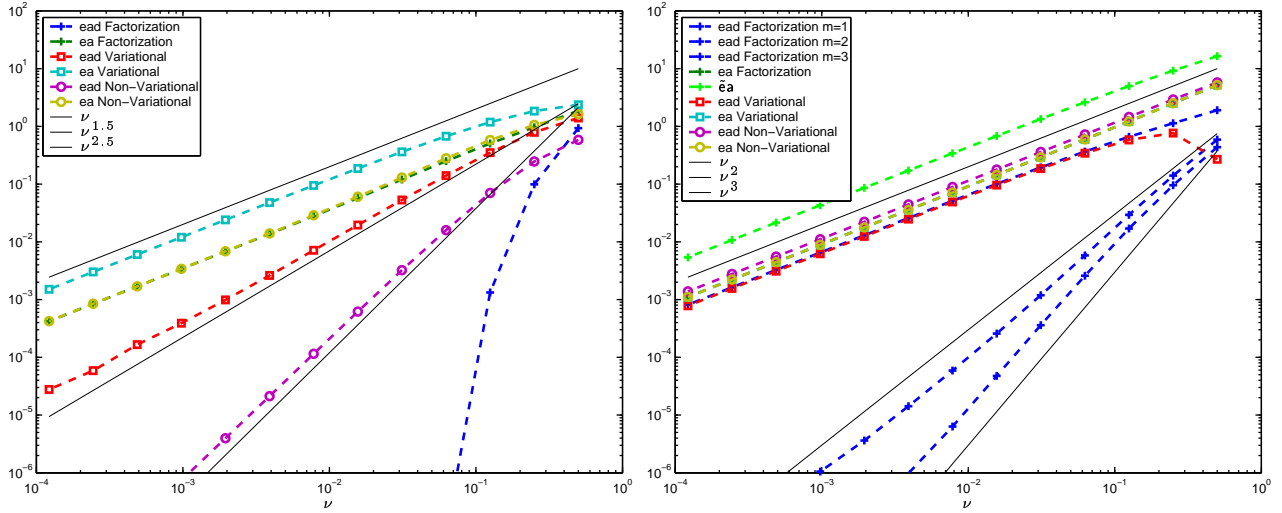 10^2
10^1
10^0
10^−1
10^−2
10^−3
10^−4
10^−5
10^−6
10^−4
10^−3
10^−2
10^−1
10^0
ν
ead Factorization
ea Factorization
ead Variational
ea Variational
ead Non−Variational
ea Non−Variational
ν
ν^1.5
ν^2.5
10^2
10^1
10^0
10^−1
10^−2
10^−3
10^−4
10^−5
10^−6
10^−4
10^−3
10^−2
10^−1
10^0
ν
ead Factorization m=1
ead Factorization m=2
ead Factorization m=3
ea Factorization
ẽa
ead Variational
ea Variational
ead Non−Variational
ea Non−Variational
ν
ν^2
ν^3